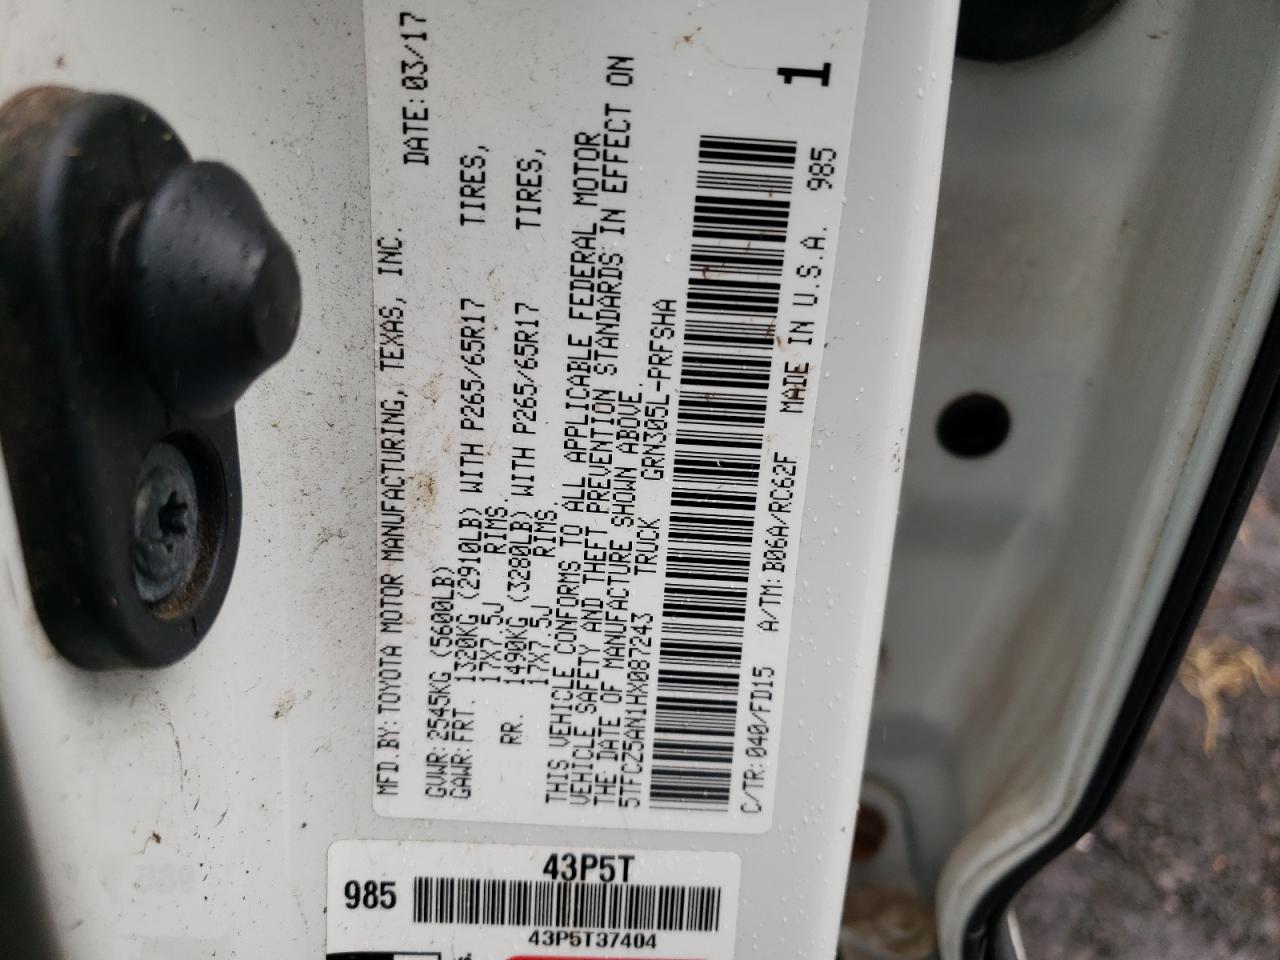 MFD.BY:TOYOTA MOTOR MANUFACTURING, TEXAS, INC. DATE:03/17
GVWR:2545KG (5600LB)
GAWR:FRT. 1320KG (2910LB) WITH P265/65R17 TIRES,
17X7.5J RIMS.
RR. 1490KG (3280LB) WITH P265/65R17 TIRES,
17X7.5J RIMS.
THIS VEHICLE CONFORMS TO ALL APPLICABLE FEDERAL MOTOR
VEHICLE SAFETY AND THEFT PREVENTION STANDARDS IN EFFECT ON
THE DATE OF MANUFACTURE SHOWN ABOVE.
5TFCZ5AN1HX087243 TRUCK GRN305L-PRFSHA
1
C/TR:040/FD15 A/TM:B06A/RC62F MADE IN U.S.A. 985
43P5T
985
43P5T37404